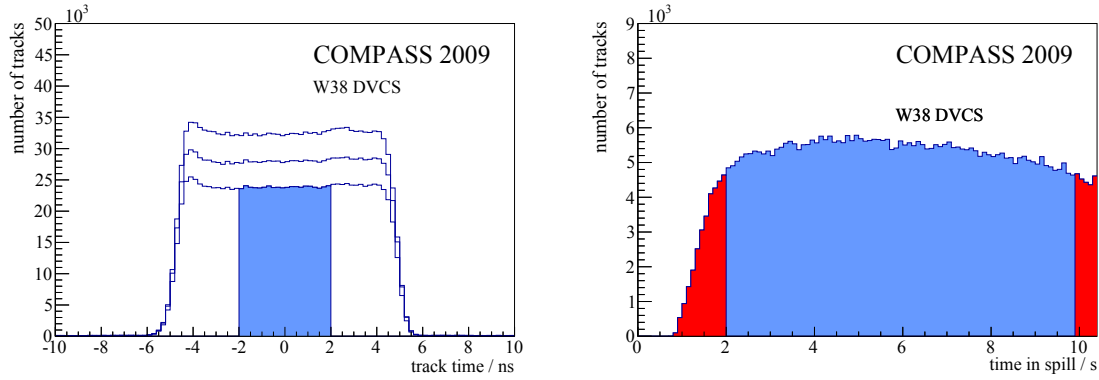 ×10³
50
45
40
35
30
25
20
15
10
5
0
-10 -8 -6 -4 -2 0 2 4 6 8 10
number of tracks
track time / ns
COMPASS 2009
W38 DVCS
×10³
9
8
7
6
5
4
3
2
1
0
0 2 4 6 8 10
number of tracks
time in spill / s
COMPASS 2009
W38 DVCS